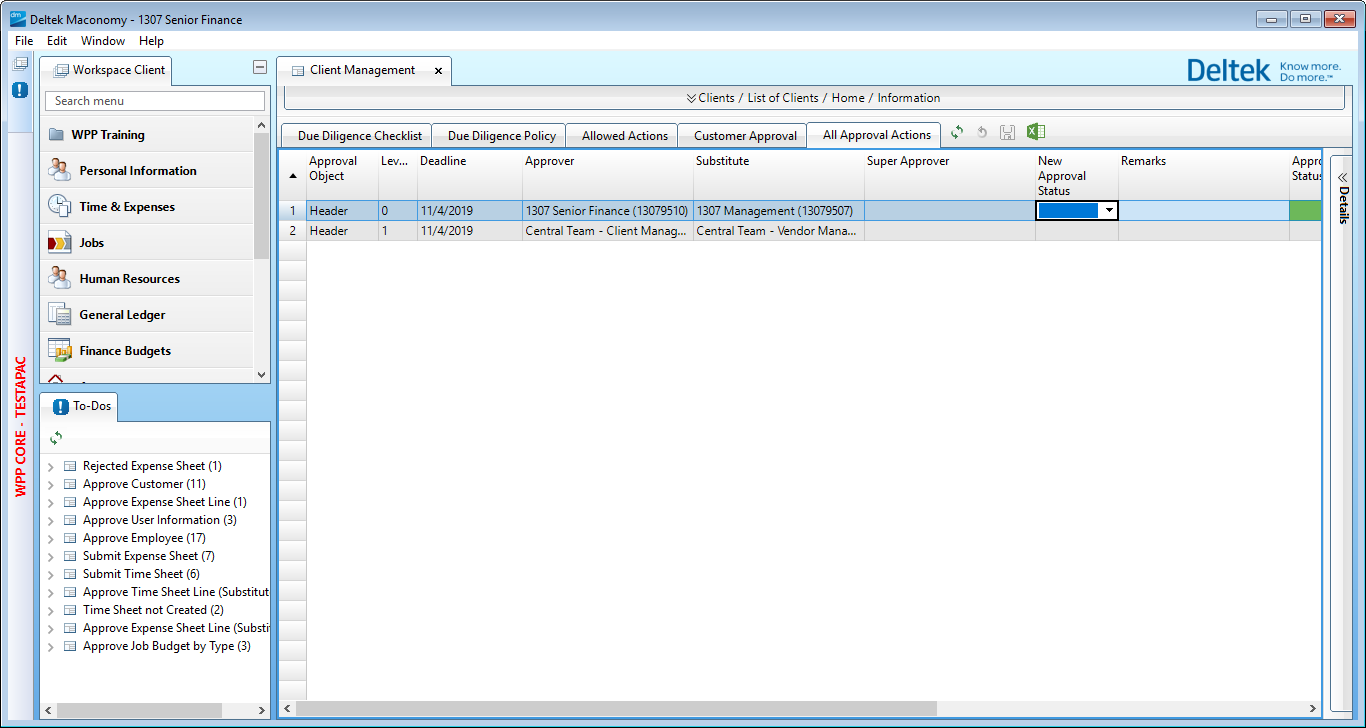 Deltek Maconomy - 1307 Senior Finance
File Edit Window Help
Workspace Client
Search menu
WPP Training
Personal Information
Time & Expenses
Jobs
Human Resources
General Ledger
Finance Budgets
WPP CORE - TESTAPAC
To-Dos
Rejected Expense Sheet (1)
Approve Customer (11)
Approve Expense Sheet Line (1)
Approve User Information (3)
Approve Employee (17)
Submit Expense Sheet (7)
Submit Time Sheet (6)
Approve Time Sheet Line (Substitut
Time Sheet not Created (2)
Approve Expense Sheet Line (Substi
Approve Job Budget by Type (3)
Client Management
Deltek Know more.
Do more.™
Clients / List of Clients / Home / Information
Due Diligence Checklist Due Diligence Policy Allowed Actions Customer Approval All Approval Actions
Approval Lev... Deadline Approver Substitute Super Approver New Remarks Appro
Object Approval Status
Status
1 Header 0 11/4/2019 1307 Senior Finance (13079510) 1307 Management (13079507)
2 Header 1 11/4/2019 Central Team - Client Manag... Central Team - Vendor Mana...
Details